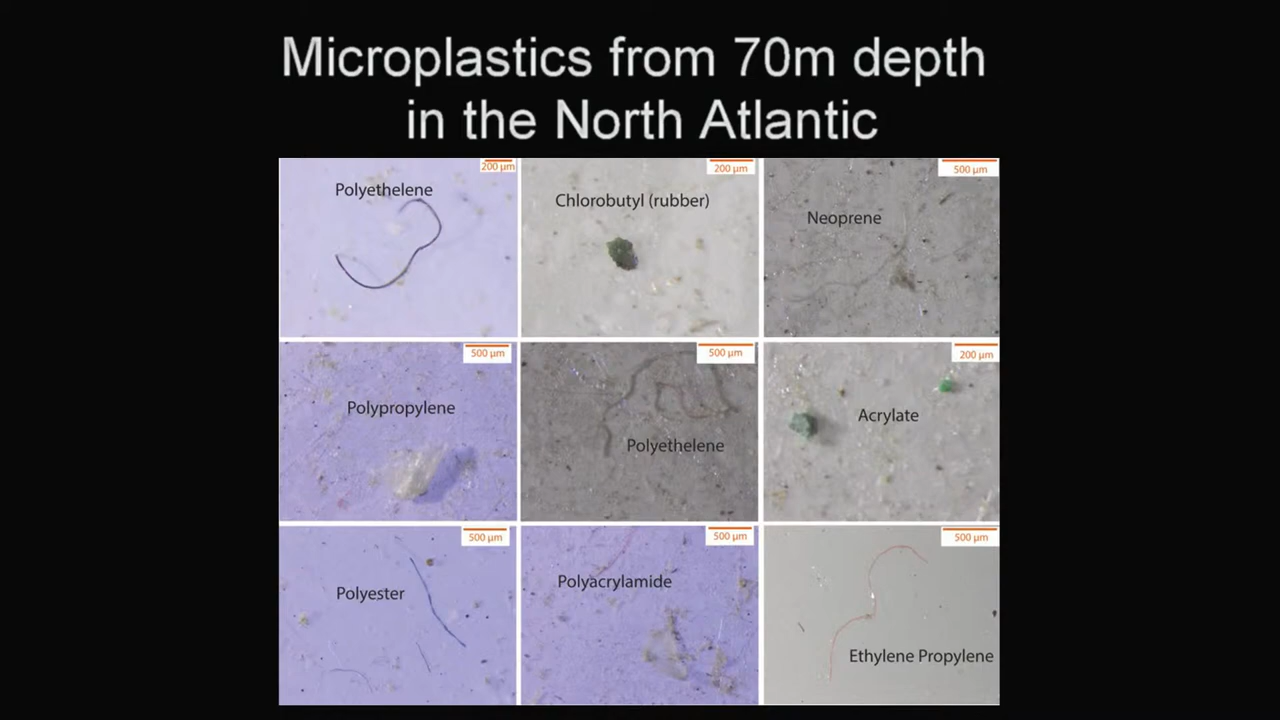 Microplastics from 70m depth
in the North Atlantic
200 µm
Polyethelene
200 µm
Chlorobutyl (rubber)
500 µm
Neoprene
500 µm
Polypropylene
500 µm
Polyethelene
200 µm
Acrylate
500 µm
Polyester
500 µm
Polyacrylamide
500 µm
Ethylene Propylene